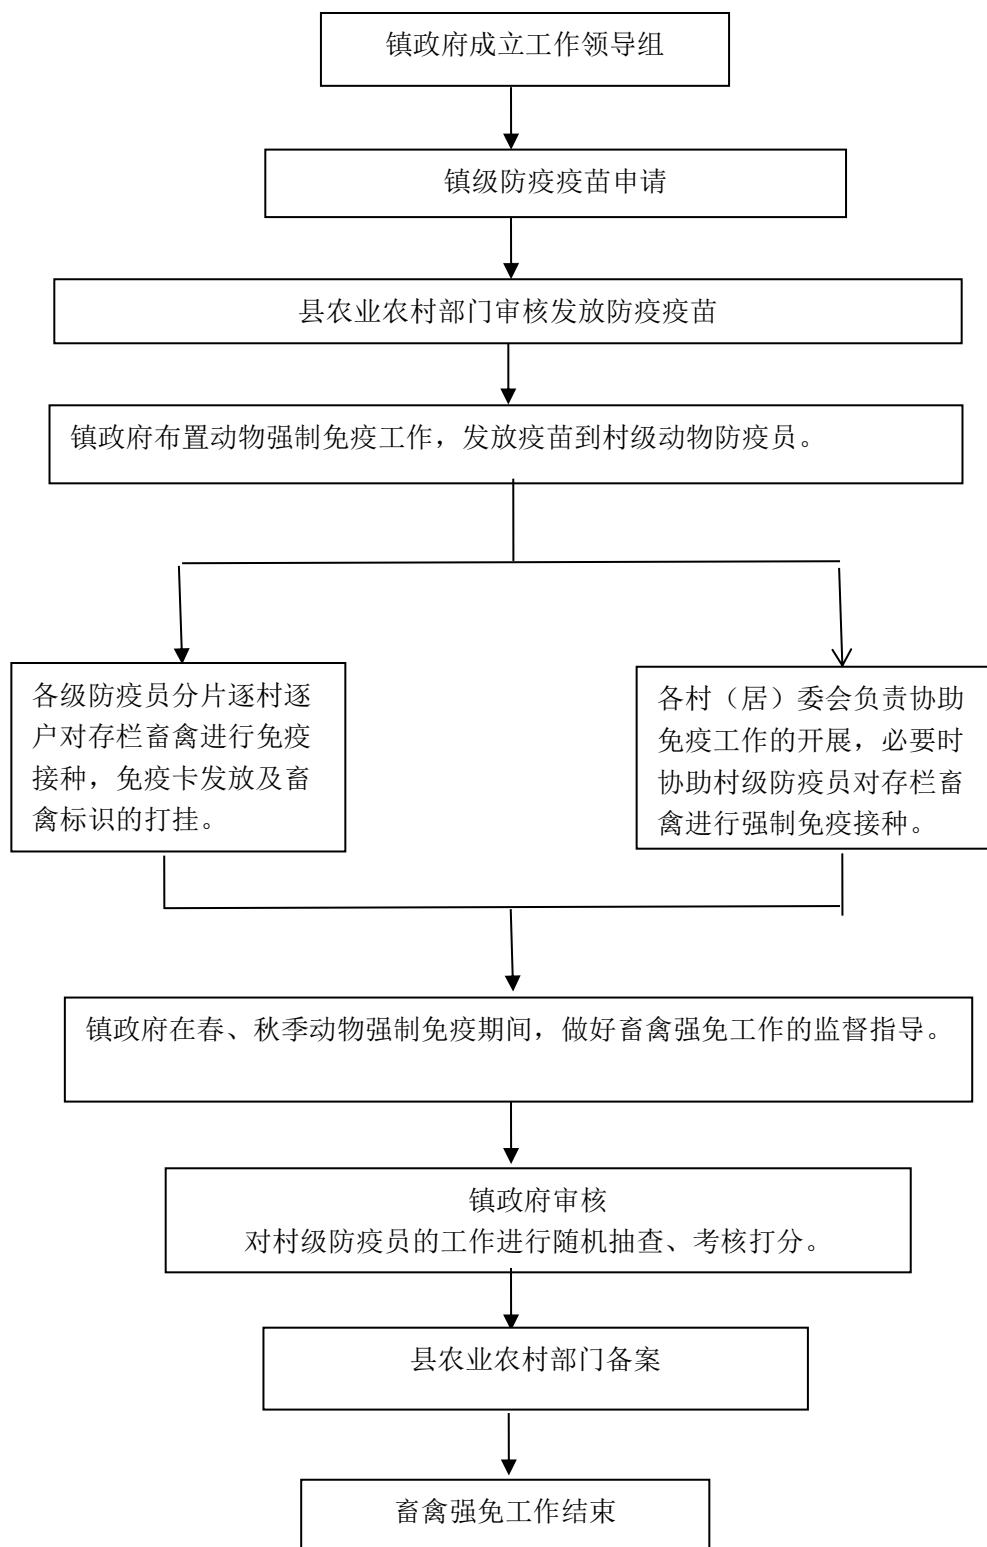 镇政府成立工作领导组
镇级防疫疫苗申请
县农业农村部门审核发放防疫疫苗
镇政府布置动物强制免疫工作，发放疫苗到村级动物防疫员。
各级防疫员分片逐村逐
户对存栏畜禽进行免疫
接种，免疫卡发放及畜
禽标识的打挂。
各村（居）委会负责协助
免疫工作的开展，必要时
协助村级防疫员对存栏畜
禽进行强制免疫接种。
镇政府在春、秋季动物强制免疫期间，做好畜禽强免工作的监督指导。
镇政府审核
对村级防疫员的工作进行随机抽查、考核打分。
县农业农村部门备案
畜禽强免工作结束